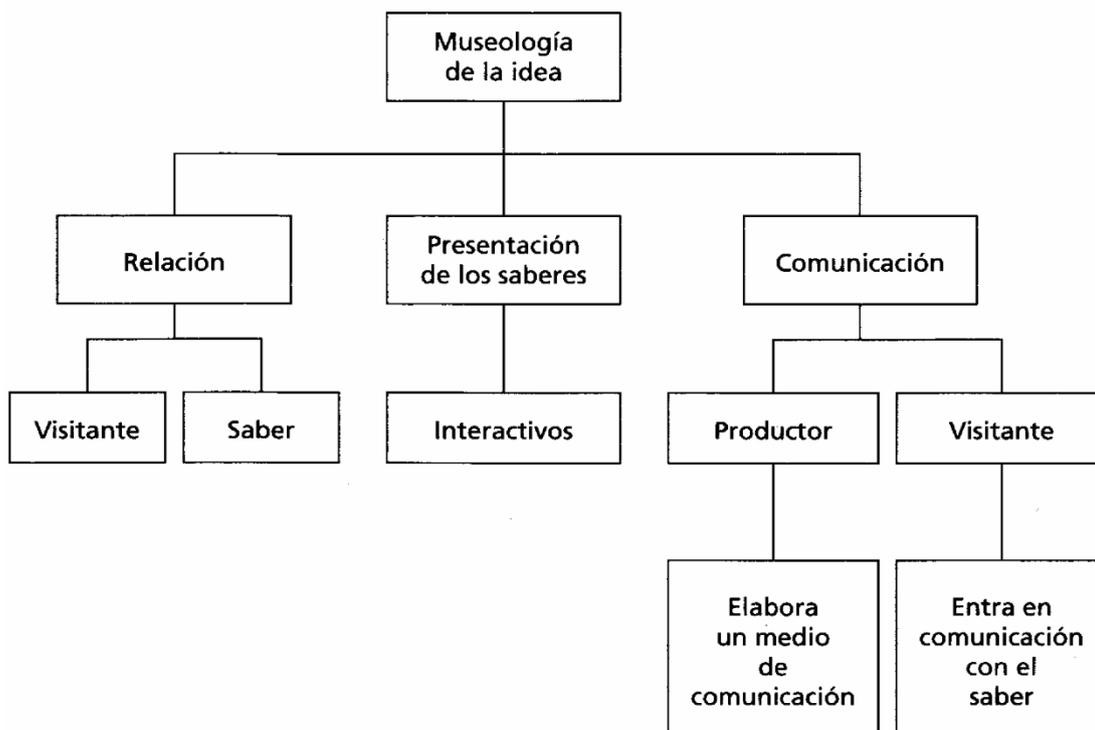 Museología
de la idea
Relación
Presentación
de los saberes
Comunicación
Visitante
Saber
Interactivos
Productor
Visitante
Elabora
un medio
de
comunicación
Entra en
comunicación
con el
saber